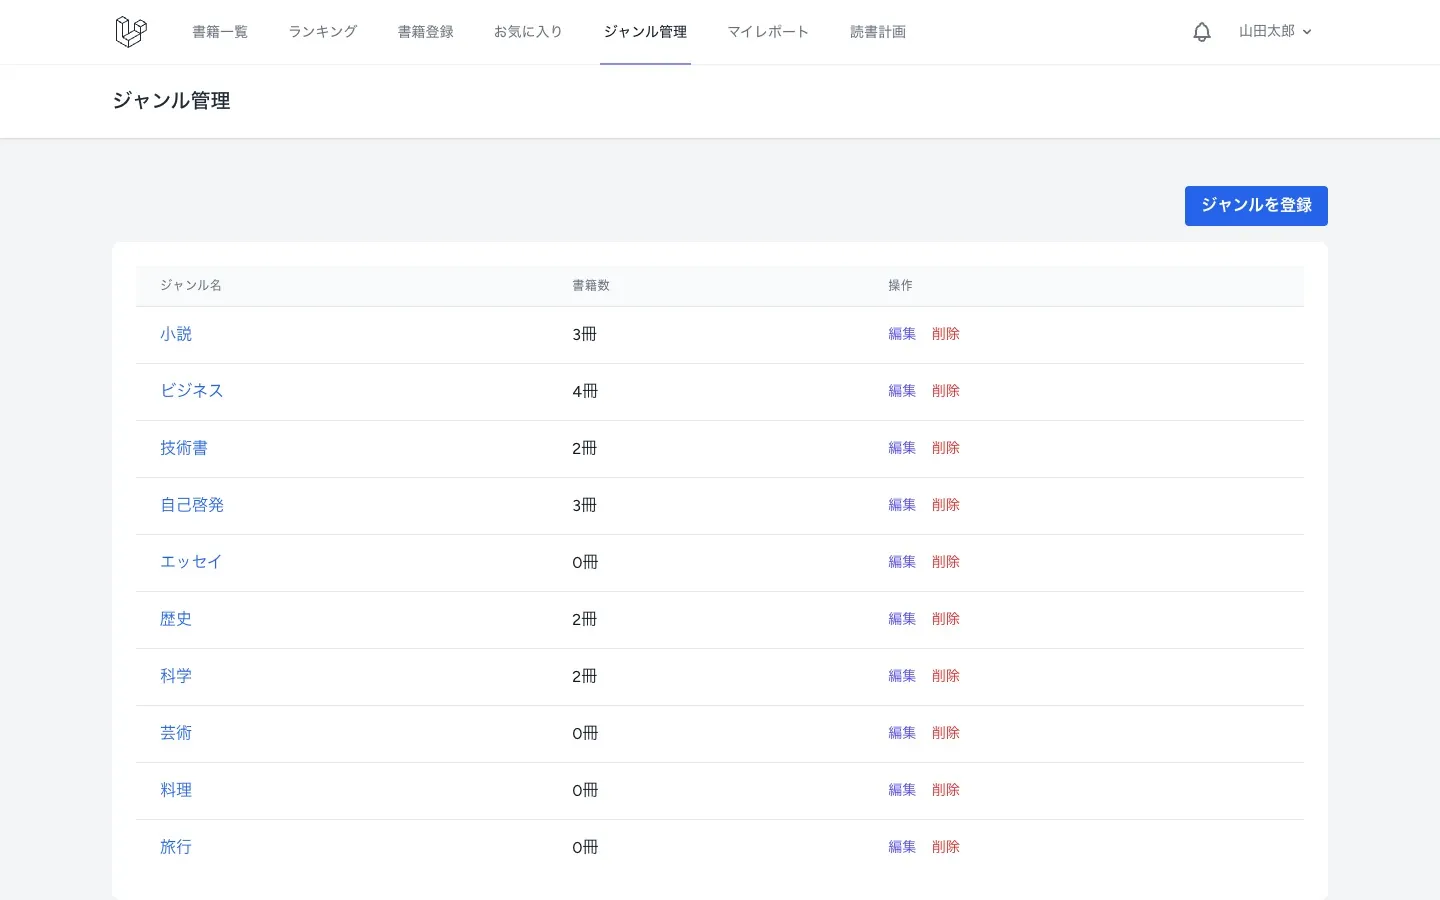 書籍一覧 ランキング 書籍登録 お気に入り ジャンル管理 マイレポート 読書計画 山田太郎
ジャンル管理
ジャンルを登録
ジャンル名 書籍数 操作
小説 3冊 編集 削除
ビジネス 4冊 編集 削除
技術書 2冊 編集 削除
自己啓発 3冊 編集 削除
エッセイ 0冊 編集 削除
歴史 2冊 編集 削除
科学 2冊 編集 削除
芸術 0冊 編集 削除
料理 0冊 編集 削除
旅行 0冊 編集 削除